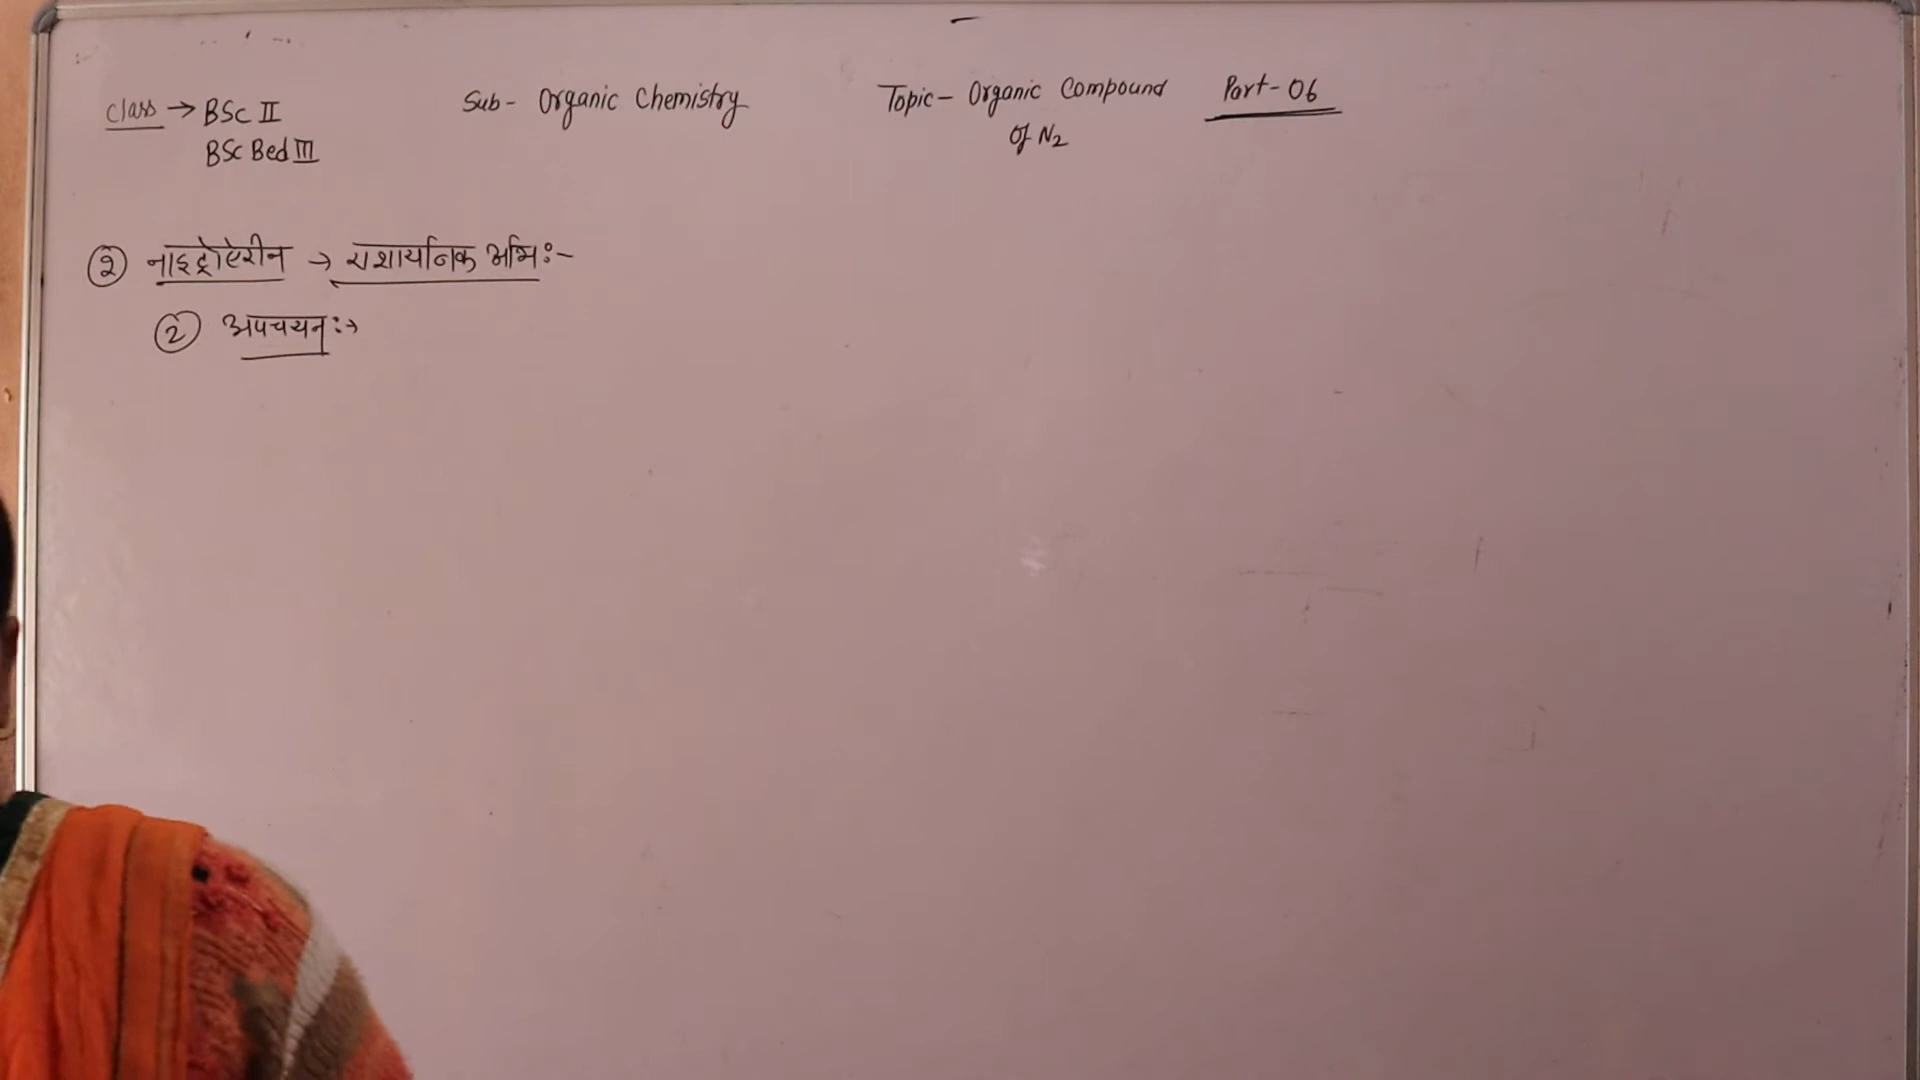 Class → BSc II
BSc Bed III
Sub- Organic Chemistry
Topic- Organic Compound
of N2
Part-06
② नाइट्रोऐरीन → राशायनिक अभिः-
② अपचयनः→